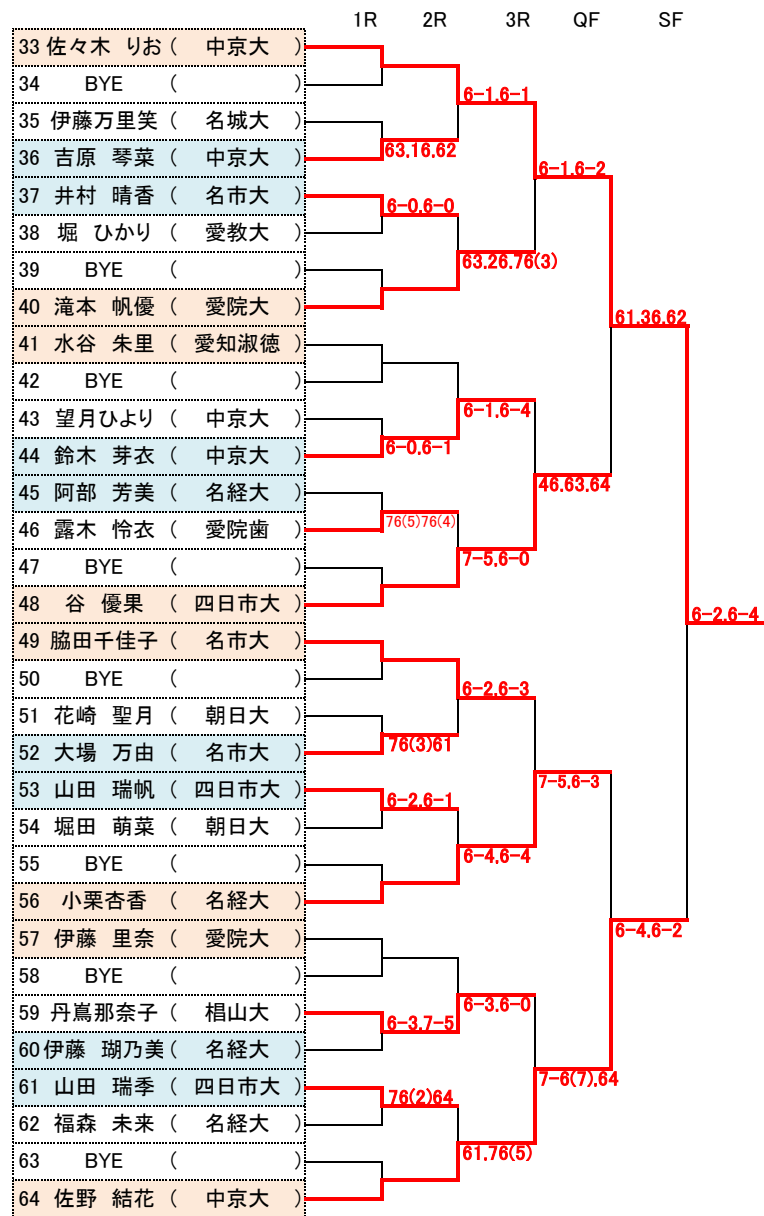 1R 2R 3R QF SF
33 佐々木 りお ( 中京大 )
34 BYE ( )
6-1.6-1
35 伊藤万里笑 ( 名城大 )
63.16.62
36 吉原 琴菜 ( 中京大 )
6-1.6-2
37 井村 晴香 ( 名市大 )
6-0.6-0
38 堀 ひかり ( 愛教大 )
63.26.76(3)
39 BYE ( )
40 滝本 帆優 ( 愛院大 )
61.36.62
41 水谷 朱里 ( 愛知淑徳 )
42 BYE ( )
6-1.6-4
43 望月ひより ( 中京大 )
6-0.6-1
44 鈴木 芽衣 ( 中京大 )
46.63.64
45 阿部 芳美 ( 名経大 )
76(5)76(4)
46 露木 怜衣 ( 愛院歯 )
7-5.6-0
47 BYE ( )
48 谷 優果 ( 四日市大 )
6-2.6-4
49 脇田千佳子 ( 名市大 )
50 BYE ( )
6-2.6-3
51 花崎 聖月 ( 朝日大 )
76(3)61
52 大場 万由 ( 名市大 )
7-5.6-3
53 山田 瑞帆 ( 四日市大 )
6-2.6-1
54 堀田 萌菜 ( 朝日大 )
6-4.6-4
55 BYE ( )
56 小栗杏香 ( 名経大 )
6-4.6-2
57 伊藤 里奈 ( 愛院大 )
58 BYE ( )
6-3.6-0
59 丹嶌那奈子 ( 椙山大 )
6-3.7-5
60 伊藤 瑚乃美 ( 名経大 )
7-6(7).64
61 山田 瑞季 ( 四日市大 )
76(2)64
62 福森 未来 ( 名経大 )
61.76(5)
63 BYE ( )
64 佐野 結花 ( 中京大 )